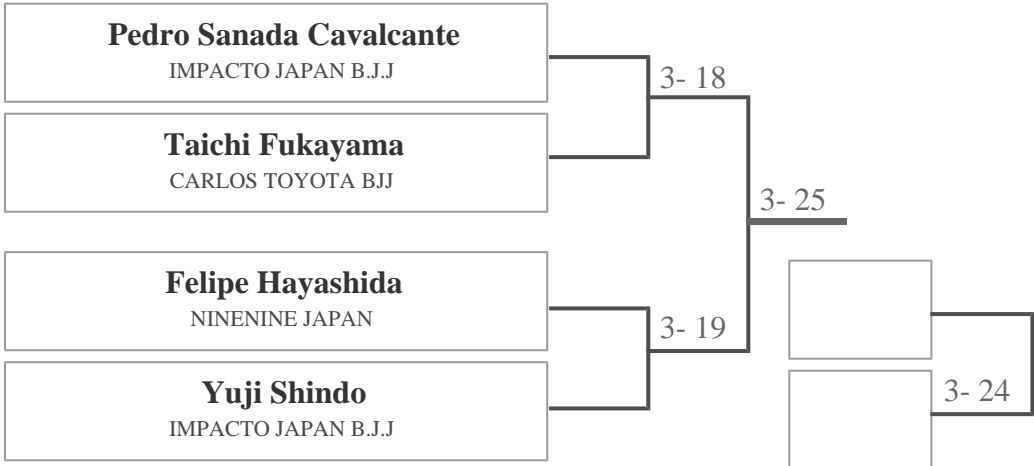 Pedro Sanada Cavalcante
IMPACTO JAPAN B.J.J
3- 18
Taichi Fukayama
CARLOS TOYOTA BJJ
3- 25
Felipe Hayashida
NINENINE JAPAN
3- 19
Yuji Shindo
IMPACTO JAPAN B.J.J
3- 24